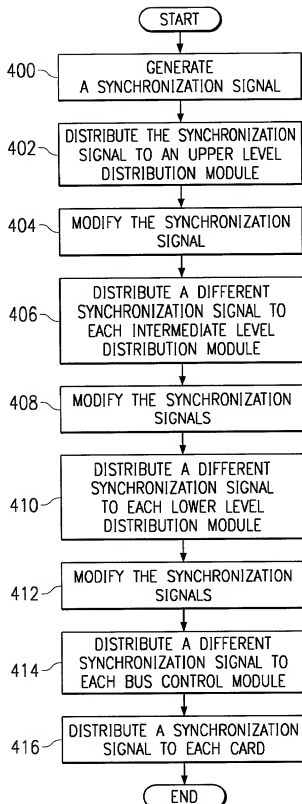 START
400
GENERATE
A SYNCHRONIZATION SIGNAL
402
DISTRIBUTE THE SYNCHRONIZATION
SIGNAL TO AN UPPER LEVEL
DISTRIBUTION MODULE
404
MODIFY THE SYNCHRONIZATION
SIGNAL
406
DISTRIBUTE A DIFFERENT
SYNCHRONIZATION SIGNAL TO
EACH INTERMEDIATE LEVEL
DISTRIBUTION MODULE
408
MODIFY THE SYNCHRONIZATION
SIGNALS
410
DISTRIBUTE A DIFFERENT
SYNCHRONIZATION SIGNAL
TO EACH LOWER LEVEL
DISTRIBUTION MODULE
412
MODIFY THE SYNCHRONIZATION
SIGNALS
414
DISTRIBUTE A DIFFERENT
SYNCHRONIZATION SIGNAL TO
EACH BUS CONTROL MODULE
416
DISTRIBUTE A SYNCHRONIZATION
SIGNAL TO EACH CARD
END